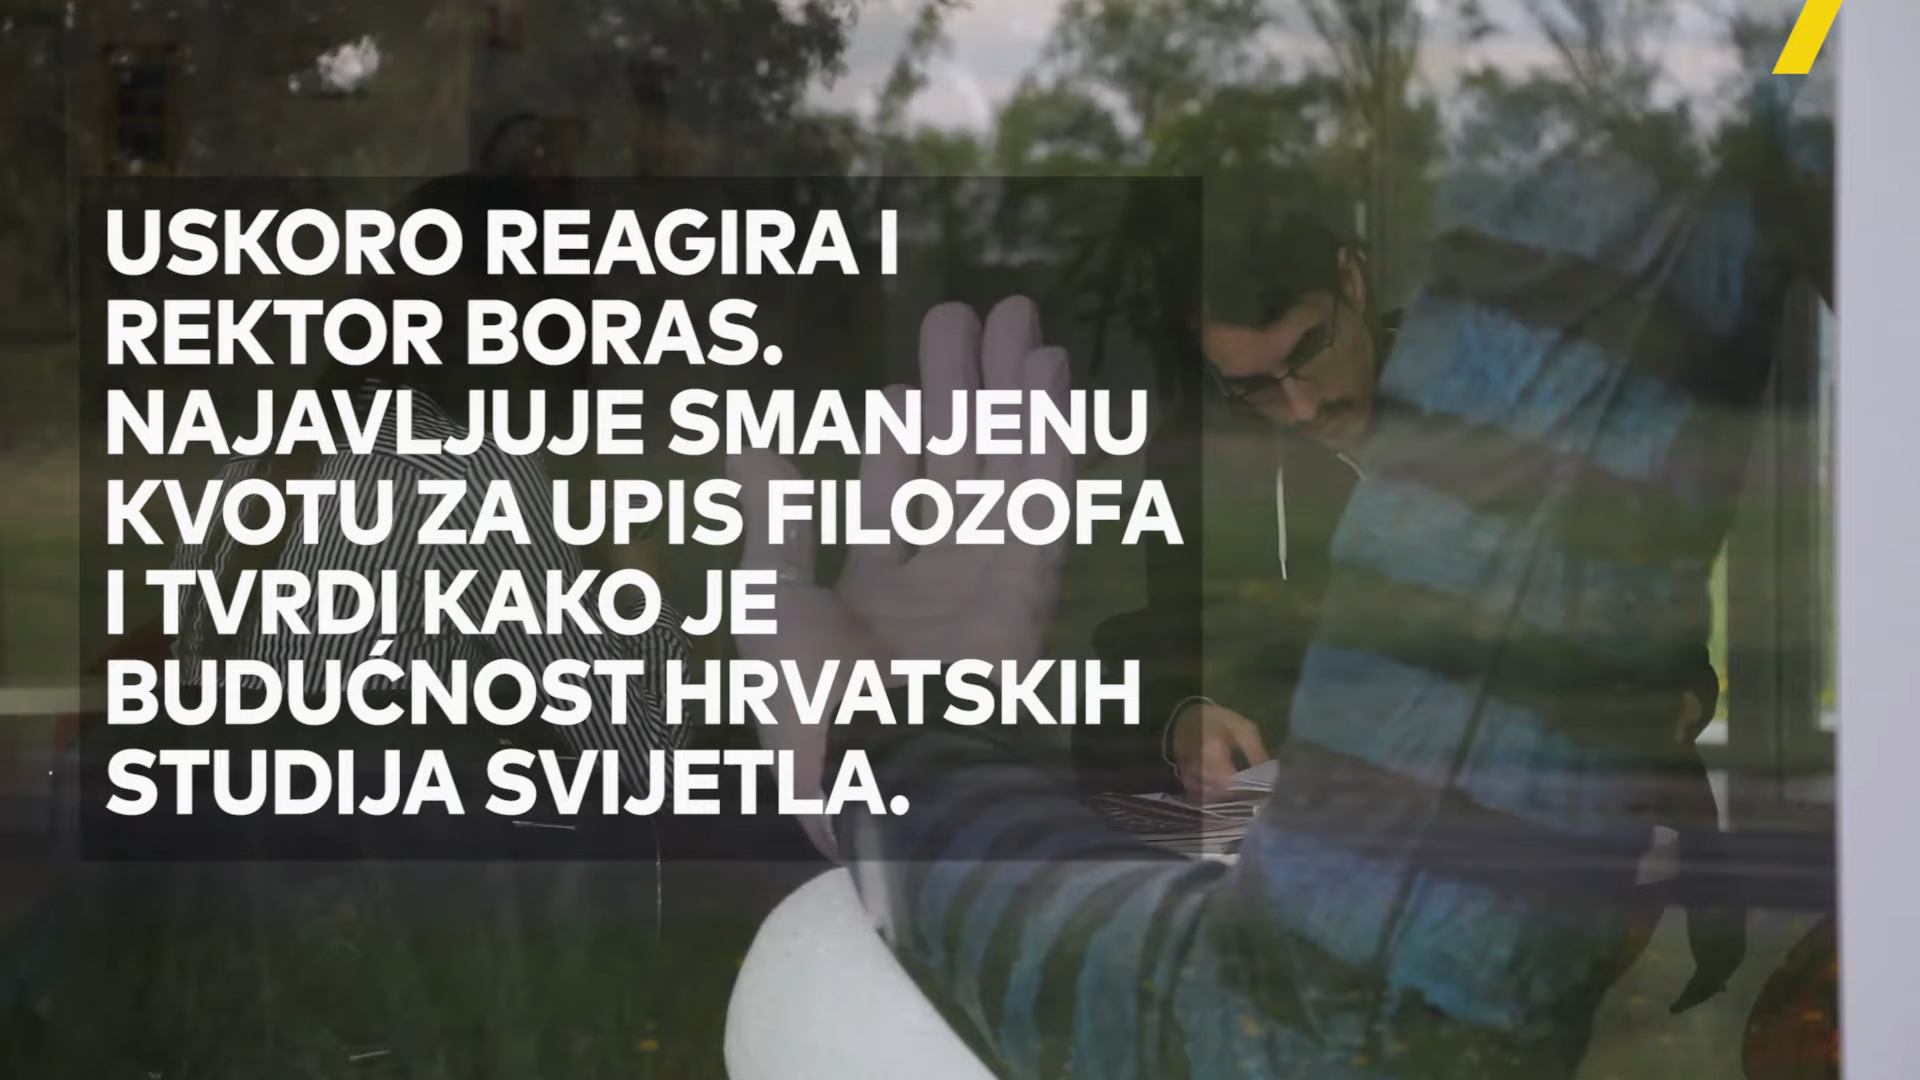 USKORO REAGIRA I
REKTOR BORAS.
NAJAVLJUJE SMANJENU
KVOTU ZA UPIS FILOZOFA
I TVRDI KAKO JE
BUDUĆNOST HRVATSKIH
STUDIJA SVIJETLA.